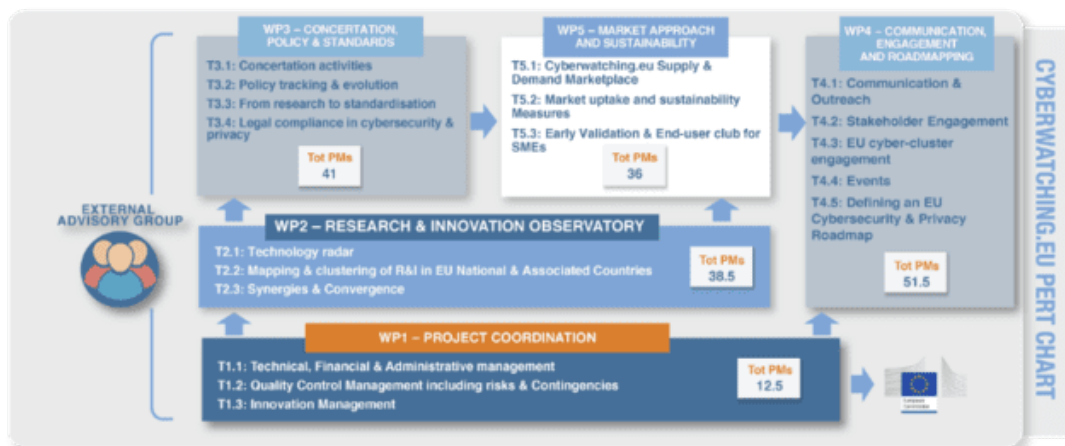 WP3 – CONCERTATION,
POLICY & STANDARDS
T3.1: Concertation activities
T3.2: Policy tracking & evolution
T3.3: From research to standardisation
T3.4: Legal compliance in cybersecurity &
privacy
Tot PMs
41
WP5 – MARKET APPROACH
AND SUSTAINABILITY
T5.1: Cyberwatching.eu Supply &
Demand Marketplace
T5.2: Market uptake and sustainability
Measures
T5.3: Early Validation & End-user club for
SMEs
Tot PMs
36
WP4 – COMMUNICATION,
ENGAGEMENT
AND ROADMAPPING
T4.1: Communication &
Outreach
T4.2: Stakeholder Engagement
T4.3: EU cyber-cluster
engagement
T4.4: Events
T4.5: Defining an EU
Cybersecurity & Privacy
Roadmap
Tot PMs
51.5
EXTERNAL
ADVISORY GROUP
WP2 – RESEARCH & INNOVATION OBSERVATORY
T2.1: Technology radar
T2.2: Mapping & clustering of R&I in EU National & Associated Countries
T2.3: Synergies & Convergence
Tot PMs
38.5
WP1 – PROJECT COORDINATION
T1.1: Technical, Financial & Administrative management
T1.2: Quality Control Management including risks & Contingencies
T1.3: Innovation Management
Tot PMs
12.5
European
Commission
CYBERWATCHING.EU PERT CHART